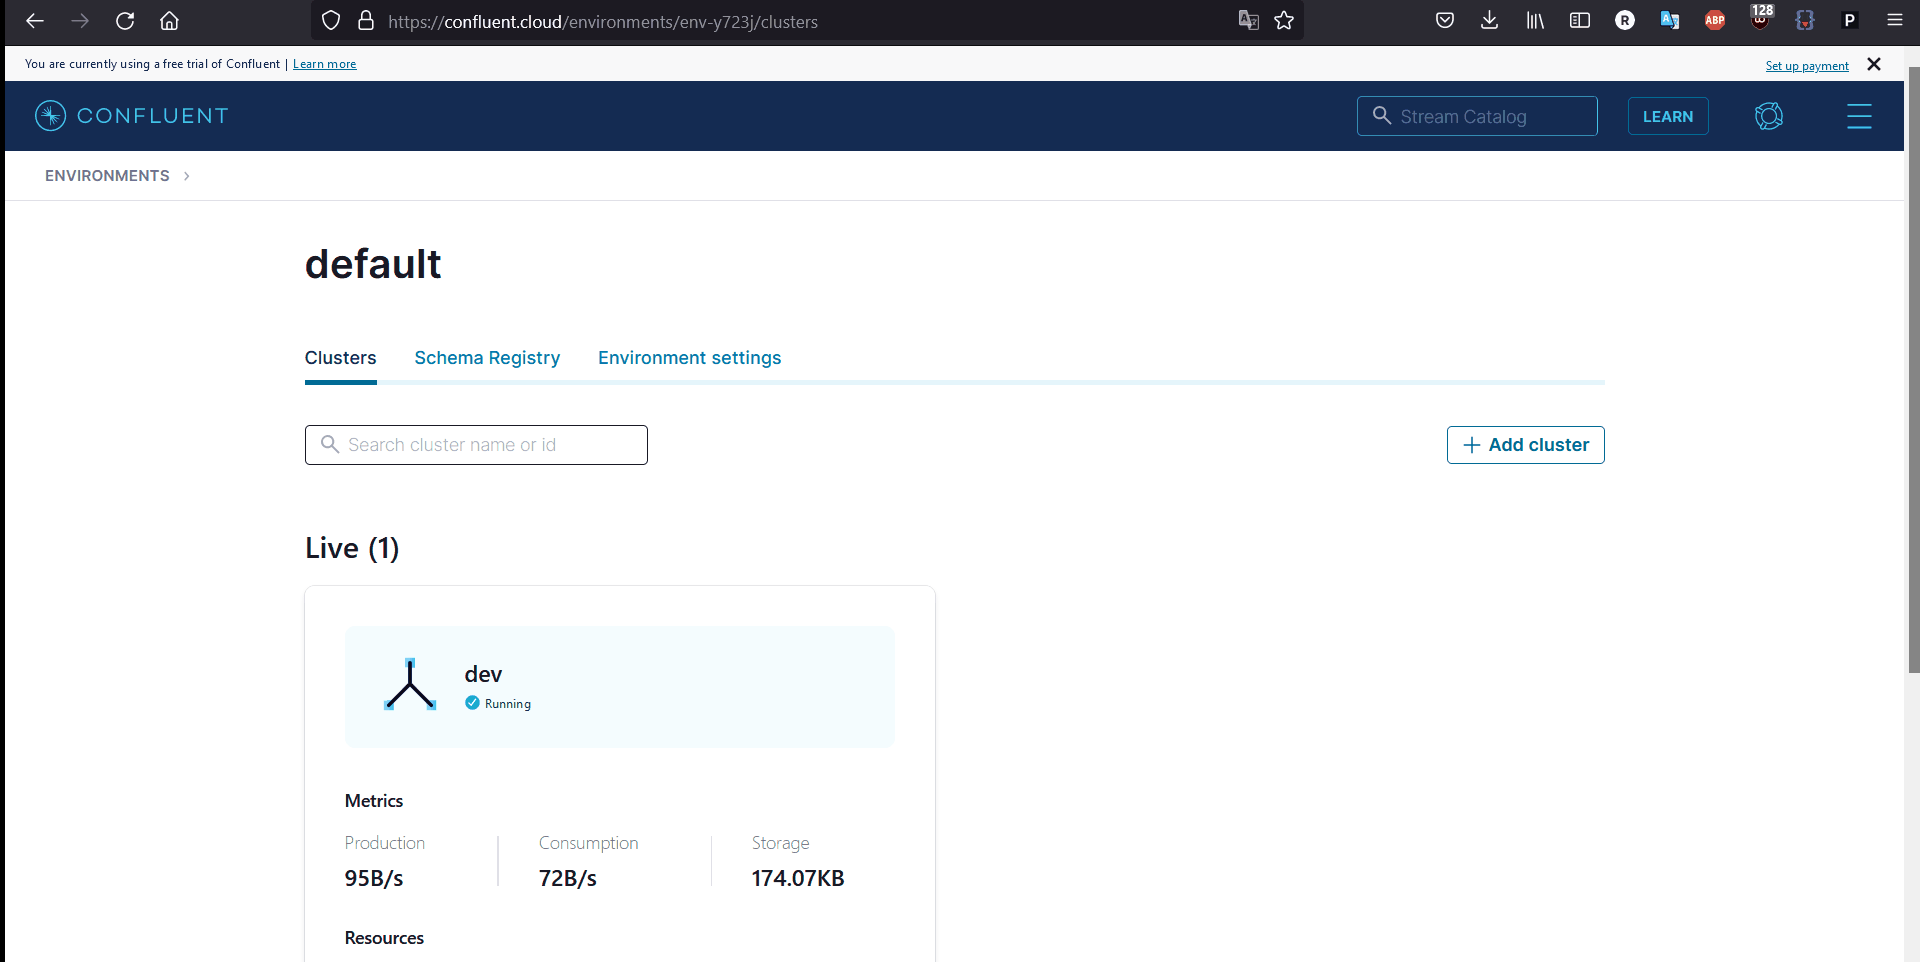 https://confluent.cloud/environments/env-y723j/clusters
R
ABP
128
P
You are currently using a free trial of Confluent | Learn more
Set up payment
CONFLUENT
Stream Catalog
LEARN
ENVIRONMENTS
default
Clusters
Schema Registry
Environment settings
Search cluster name or id
Add cluster
Live (1)
dev
Running
Metrics
Production
Consumption
Storage
95B/s
72B/s
174.07KB
Resources